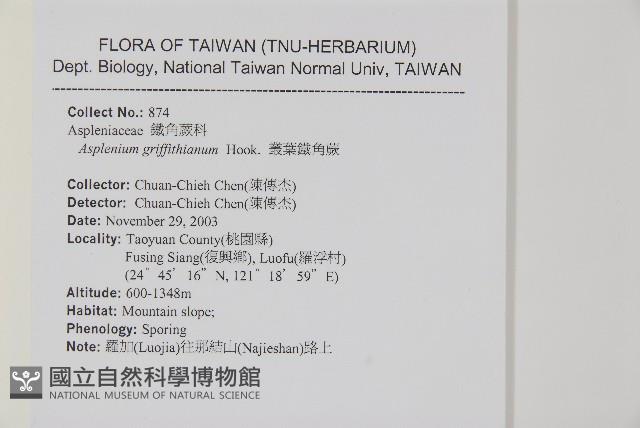 FLORA OF TAIWAN (TNU-HERBARIUM)
Dept. Biology, National Taiwan Normal Univ, TAIWAN
Collect No.: 874
Aspleniaceae 鐵角蕨科
Asplenium griffithianum Hook. 叢葉鐵角蕨
Collector: Chuan-Chieh Chen(陳傳杰)
Detector: Chuan-Chieh Chen(陳傳杰)
Date: November 29, 2003
Locality: Taoyuan County(桃園縣)
Fusing Siang(復興鄉), Luofu(羅浮村)
(24° 45’ 16” N, 121° 18’ 59” E)
Altitude: 600-1348m
Habitat: Mountain slope;
Phenology: Sporing
Note: 羅加(Luojia)往那結山(Najieshan)路上
國立自然科學博物館
NATIONAL MUSEUM OF NATURAL SCIENCE